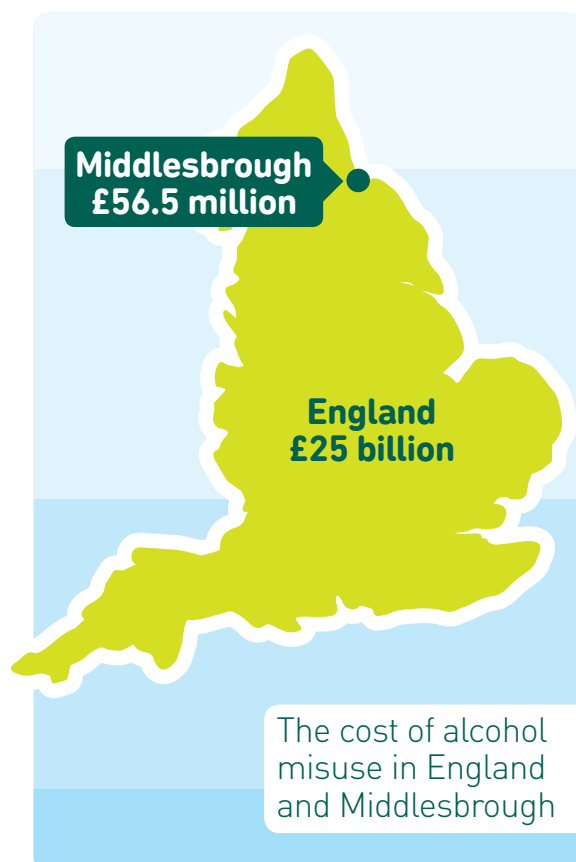 Middlesbrough
£56.5 million
England
£25 billion
The cost of alcohol
misuse in England
and Middlesbrough